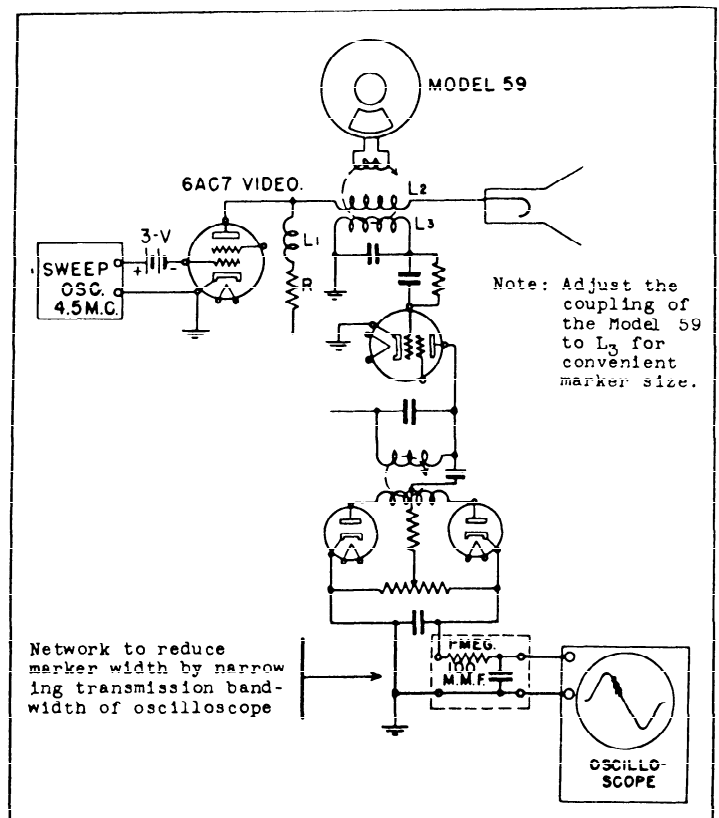 MODEL 59
6AC7 VIDEO.
L2
3-V
L3
L1
+ -
SWEEP
OSC.
4.5M.C.
R
Note: Adjust the
coupling of
the Model 59
to L3 for
convenient
marker size.
Network to reduce
marker width by narrow
ing transmission band-
width of oscilloscope
MEG.
100
M.M.F.
OSCILLO-
SCOPE